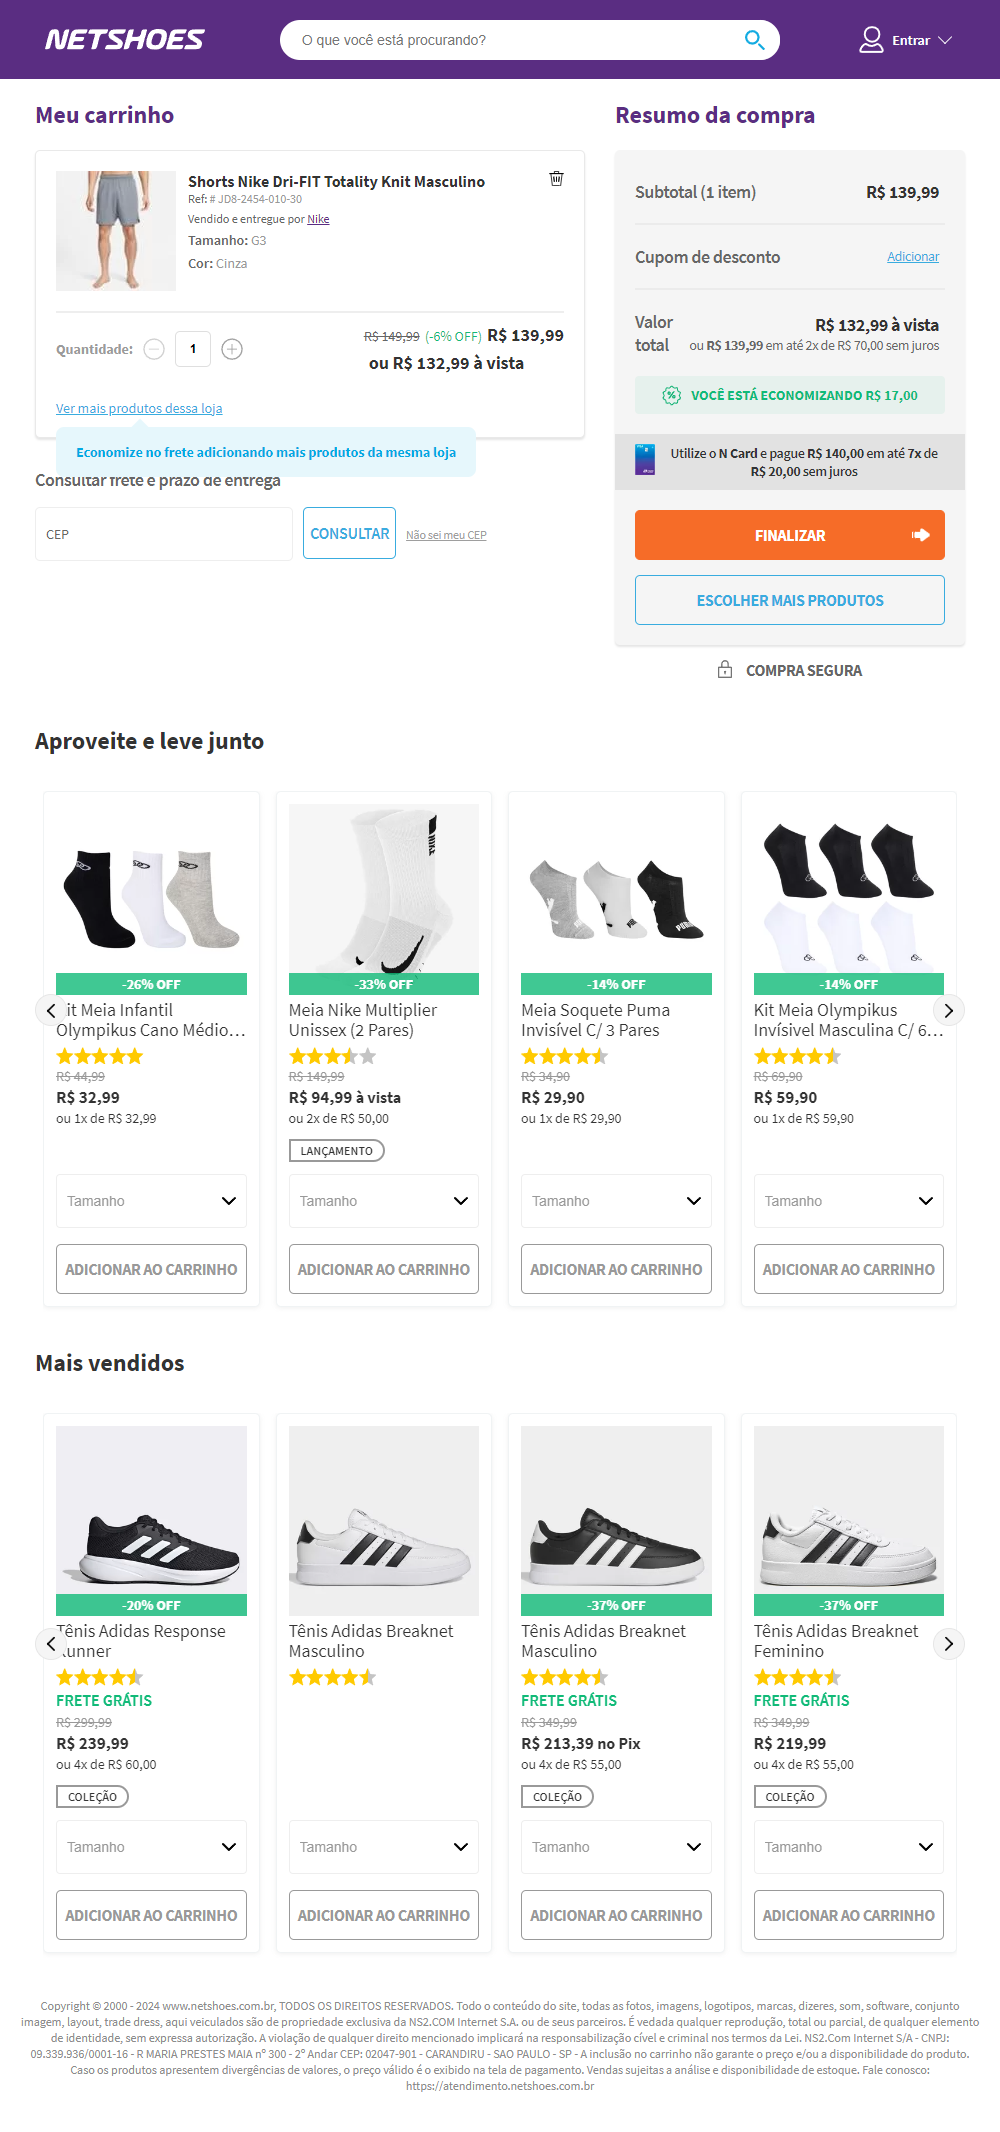 NETSHOES
O que você está procurando?
Entrar
Meu carrinho
Shorts Nike Dri-FIT Totality Knit Masculino
Ref: # JD8-2454-010-30
Vendido e entregue por Nike
Tamanho: G3
Cor: Cinza
Quantidade: 1
R$ 149,99 (-6% OFF) R$ 139,99
ou R$ 132,99 à vista
Ver mais produtos dessa loja
Economize no frete adicionando mais produtos da mesma loja
Consultar frete e prazo de entrega
CEP
CONSULTAR
Não sei meu CEP
Resumo da compra
Subtotal (1 item) R$ 139,99
Cupom de desconto Adicionar
Valor total
R$ 132,99 à vista
ou R$ 139,99 em até 2x de R$ 70,00 sem juros
VOCÊ ESTÁ ECONOMIZANDO R$ 17,00
Utilize o N Card e pague R$ 140,00 em até 7x de
R$ 20,00 sem juros
FINALIZAR
ESCOLHER MAIS PRODUTOS
COMPRA SEGURA
Aproveite e leve junto
-26% OFF
Kit Meia Infantil
Olympikus Cano Médio...
R$ 44,99
R$ 32,99
ou 1x de R$ 32,99
Tamanho
ADICIONAR AO CARRINHO
-33% OFF
Meia Nike Multiplier
Unissex (2 Pares)
R$ 149,99
R$ 94,99 à vista
ou 2x de R$ 50,00
LANÇAMENTO
Tamanho
ADICIONAR AO CARRINHO
-14% OFF
Meia Soquete Puma
Invisível C/ 3 Pares
R$ 34,90
R$ 29,90
ou 1x de R$ 29,90
Tamanho
ADICIONAR AO CARRINHO
-14% OFF
Kit Meia Olympikus
Invísivel Masculina C/ 6...
R$ 69,90
R$ 59,90
ou 1x de R$ 59,90
Tamanho
ADICIONAR AO CARRINHO
Mais vendidos
-20% OFF
Tênis Adidas Response
Runner
FRETE GRÁTIS
R$ 299,99
R$ 239,99
ou 4x de R$ 60,00
COLEÇÃO
Tamanho
ADICIONAR AO CARRINHO
Tênis Adidas Breaknet
Masculino
Tamanho
ADICIONAR AO CARRINHO
-37% OFF
Tênis Adidas Breaknet
Masculino
FRETE GRÁTIS
R$ 349,99
R$ 213,39 no Pix
ou 4x de R$ 55,00
COLEÇÃO
Tamanho
ADICIONAR AO CARRINHO
-37% OFF
Tênis Adidas Breaknet
Feminino
FRETE GRÁTIS
R$ 349,99
R$ 219,99
ou 4x de R$ 55,00
COLEÇÃO
Tamanho
ADICIONAR AO CARRINHO
Copyright © 2000 - 2024 www.netshoes.com.br, TODOS OS DIREITOS RESERVADOS. Todo o conteúdo do site, todas as fotos, imagens, logotipos, marcas, dizeres, som, software, conjunto
imagem, layout, trade dress, aqui veiculados são de propriedade exclusiva da NS2.COM Internet S.A. ou de seus parceiros. É vedada qualquer reprodução, total ou parcial, de qualquer elemento
de identidade, sem expressa autorização. A violação de qualquer direito mencionado implicará na responsabilização cível e criminal nos termos da Lei. NS2.Com Internet S/A - CNPJ:
09.339.936/0001-16 - R MARIA PRESTES MAIA nº 300 - 2º Andar CEP: 02047-901 - CARANDIRU - SAO PAULO - SP - A inclusão no carrinho não garante o preço e/ou a disponibilidade do produto.
Caso os produtos apresentem divergências de valores, o preço válido é o exibido na tela de pagamento. Vendas sujeitas a análise e disponibilidade de estoque. Fale conosco:
https://atendimento.netshoes.com.br